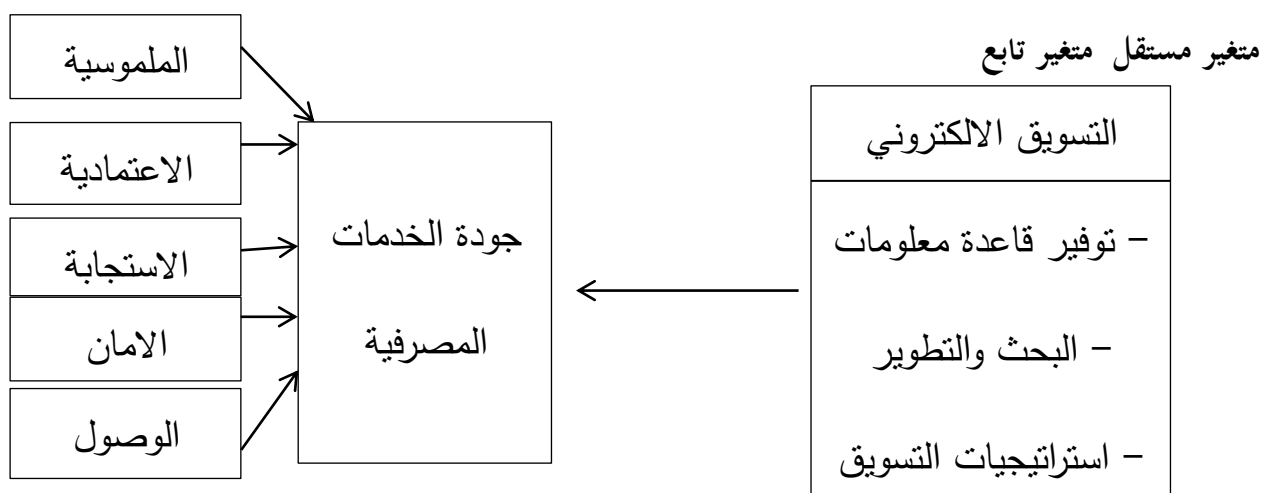 متغير مستقل متغير تابع
التسويق الالكتروني
– توفير قاعدة معلومات
– البحث والتطوير
– استراتيجيات التسويق
جودة الخدمات
المصرفية
الملموسية
الاعتمادية
الاستجابة
الامان
الوصول